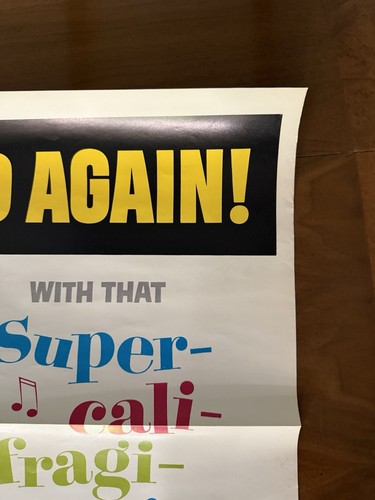 AGAIN!
WITH THAT
Super-
cali-
fragi-